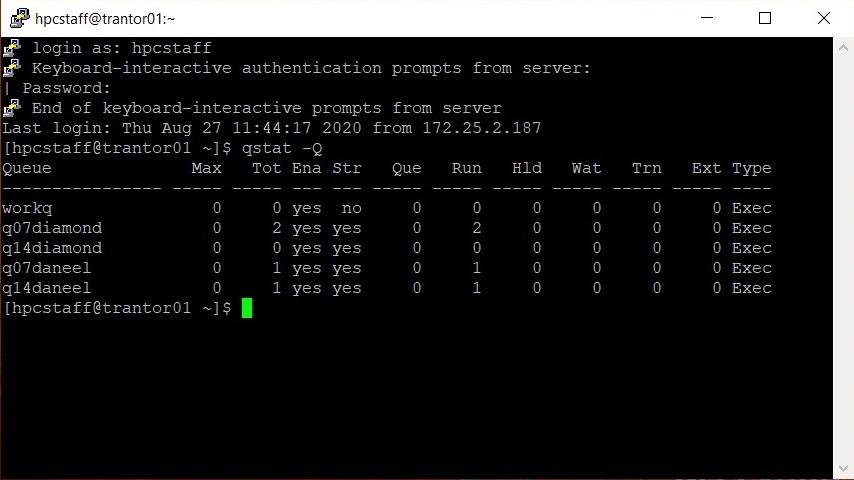 hpcstaff@trantor01:~
login as: hpcstaff
Keyboard-interactive authentication prompts from server:
| Password:
End of keyboard-interactive prompts from server
Last login: Thu Aug 27 11:44:17 2020 from 172.25.2.187
[hpcstaff@trantor01 ~]$ qstat -Q
Queue              Max   Tot Ena Str   Que   Run   Hld   Wat   Trn   Ext Type
---------------- ----- ----- --- --- ----- ----- ----- ----- ----- ----- ----
workq                0     0 yes  no     0     0     0     0     0     0 Exec
q07diamond           0     2 yes yes     0     2     0     0     0     0 Exec
q14diamond           0     0 yes yes     0     0     0     0     0     0 Exec
q07daneel            0     1 yes yes     0     1     0     0     0     0 Exec
q14daneel            0     1 yes yes     0     1     0     0     0     0 Exec
[hpcstaff@trantor01 ~]$